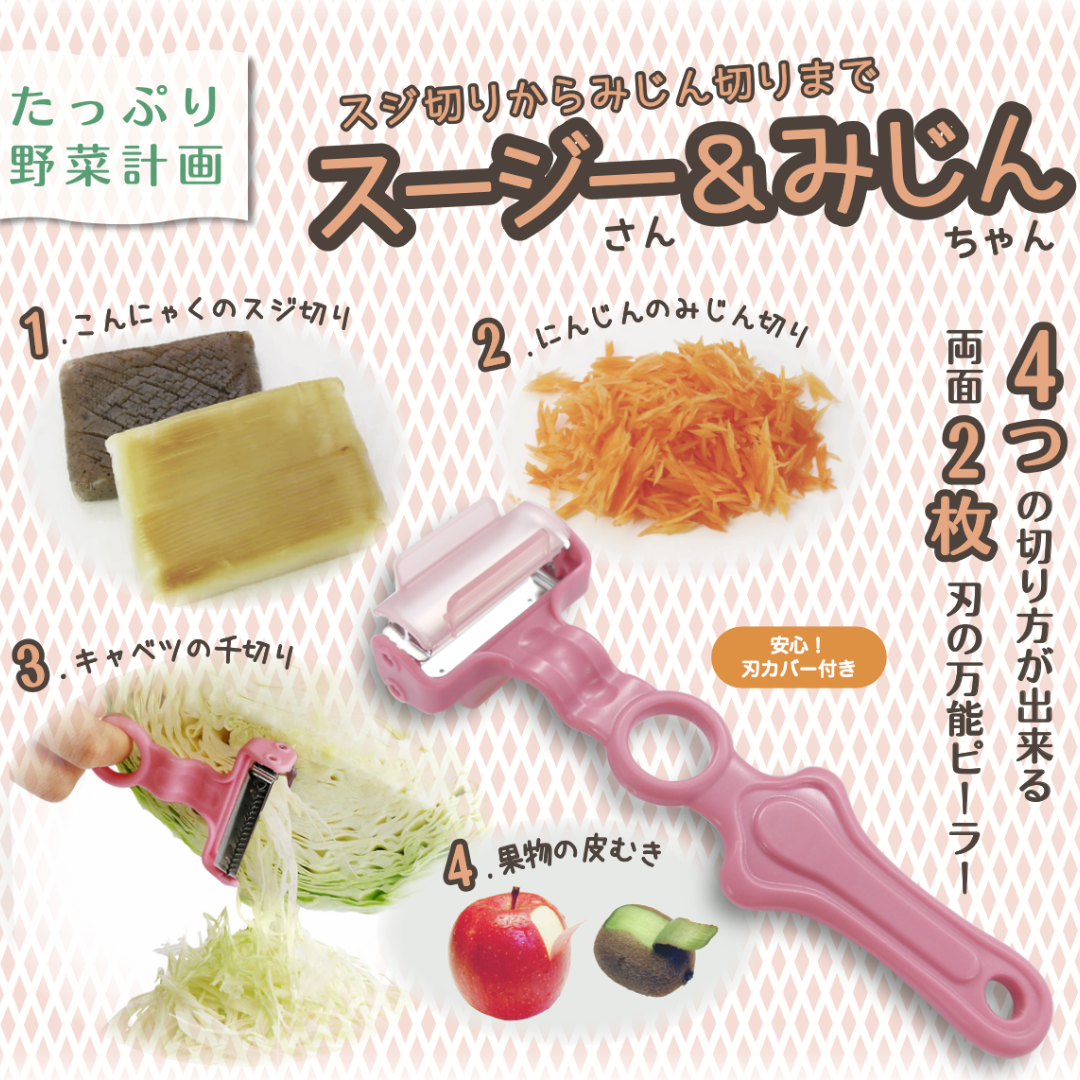 たっぷり
野菜計画
スジ切りからみじん切りまで
スージー&みじん
さん
ちゃん
1.こんにゃくのスジ切り
2.にんじんのみじん切り
4つの切り方が出来る
両面2枚刃の万能ピーラー
安心！
刃カバー付き
3.キャベツの千切り
4.果物の皮むき